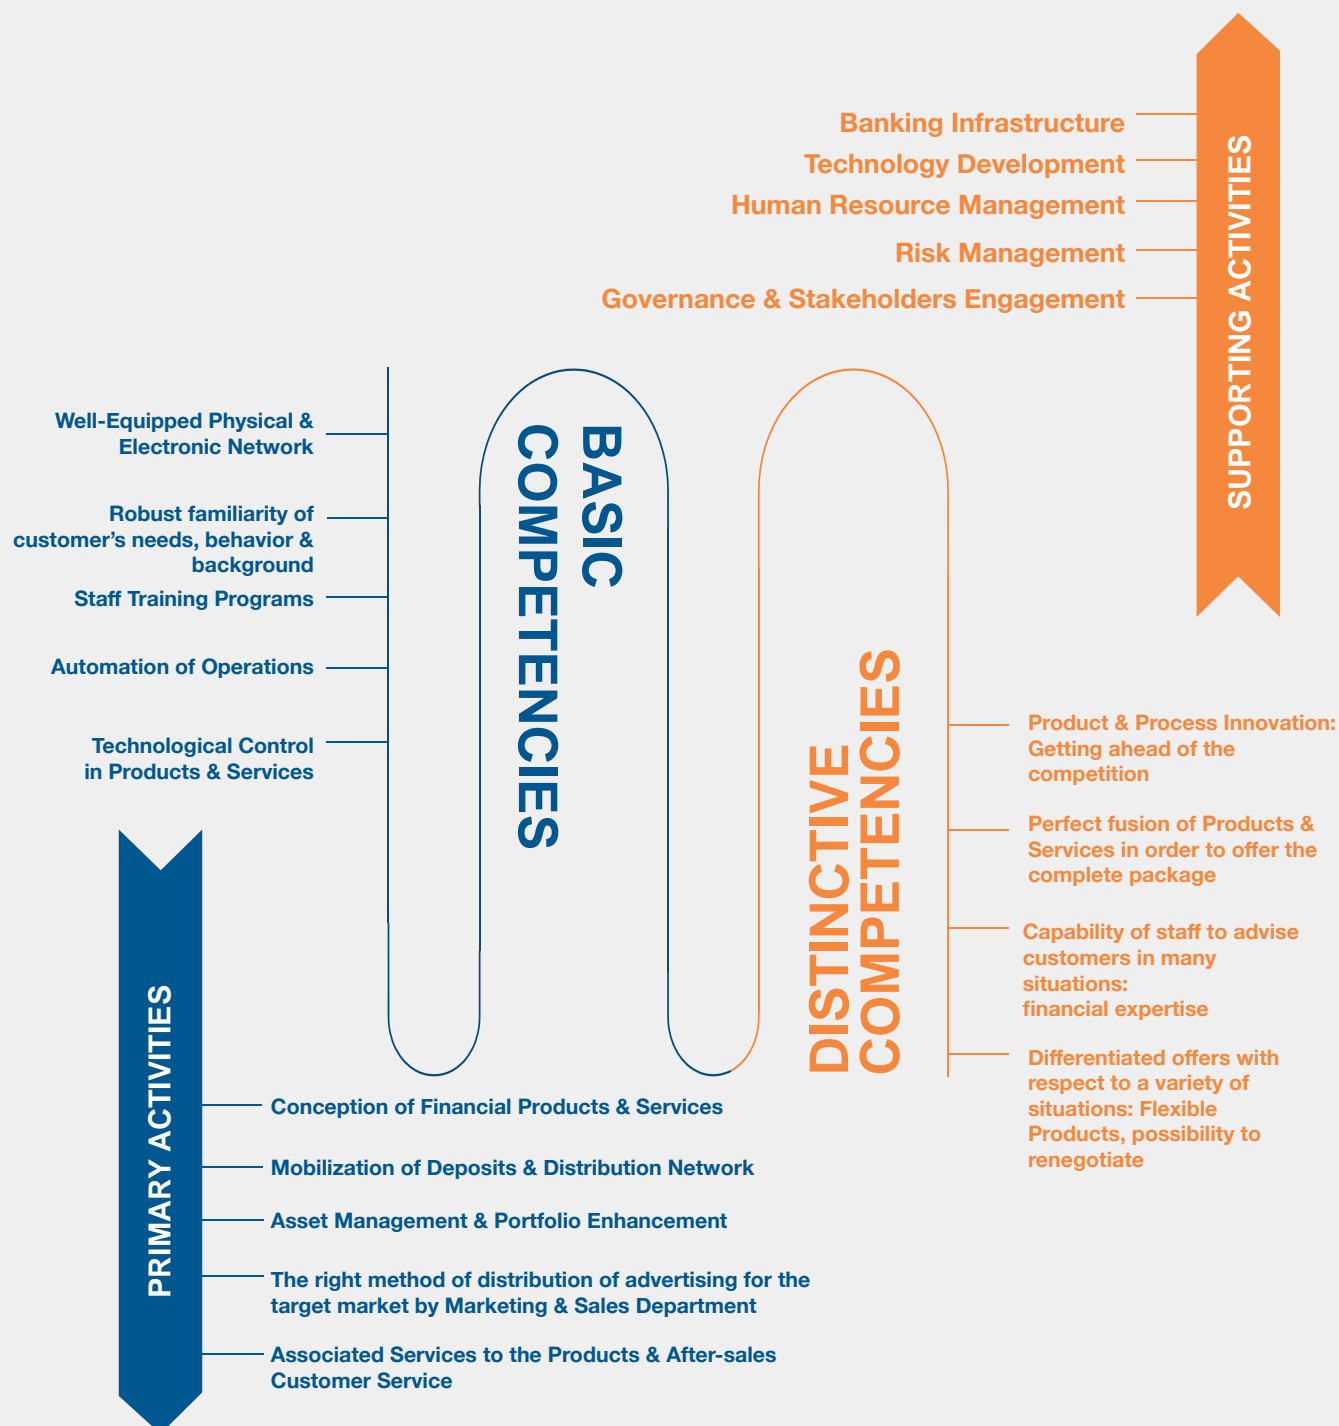 Banking Infrastructure
Technology Development
Human Resource Management
Risk Management
Governance & Stakeholders Engagement
SUPPORTING ACTIVITIES
Well-Equipped Physical &
Electronic Network
Robust familiarity of
customer’s needs, behavior &
background
Staff Training Programs
Automation of Operations
Technological Control
in Products & Services
BASIC
COMPETENCIES
DISTINCTIVE
COMPETENCIES
Product & Process Innovation:
Getting ahead of the
competition
Perfect fusion of Products &
Services in order to offer the
complete package
Capability of staff to advise
customers in many
situations:
financial expertise
Differentiated offers with
respect to a variety of
situations: Flexible
Products, possibility to
renegotiate
PRIMARY ACTIVITIES
Conception of Financial Products & Services
Mobilization of Deposits & Distribution Network
Asset Management & Portfolio Enhancement
The right method of distribution of advertising for the
target market by Marketing & Sales Department
Associated Services to the Products & After-sales
Customer Service